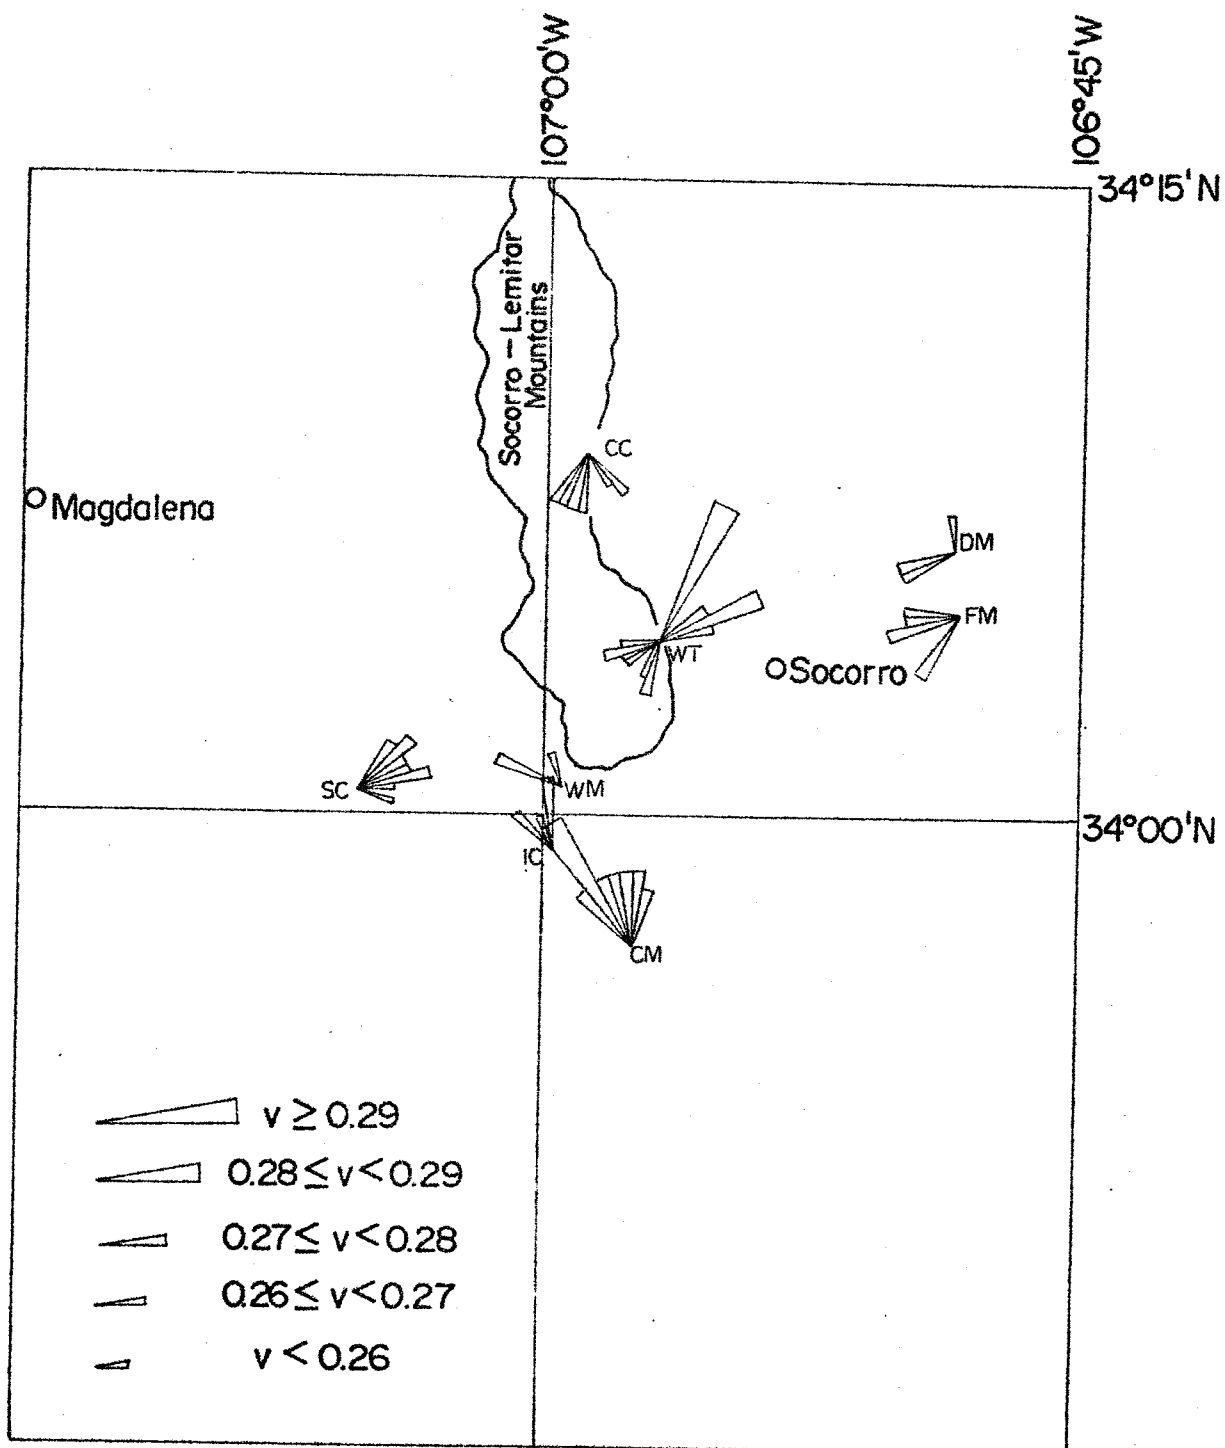 107°00'W
106°45'W
34°15'N
Socorro – Lemitar
Mountains
CC
Magdalena
DM
FM
WT
Socorro
SC
WM
34°00'N
IC
CM
v ≥ 0.29
0.28 ≤ v < 0.29
0.27 ≤ v < 0.28
0.26 ≤ v < 0.27
v < 0.26